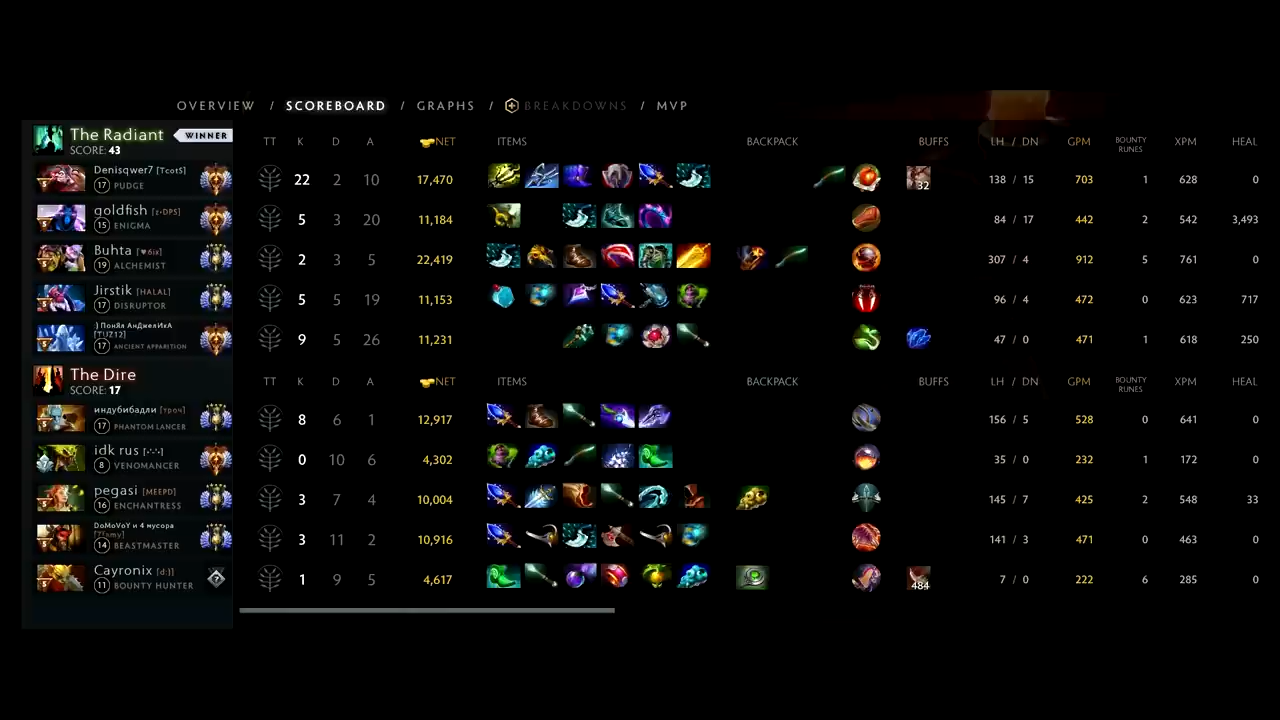 OVERVIEW / SCOREBOARD / GRAPHS / BREAKDOWNS / MVP
The Radiant WINNER
SCORE: 43
TT K D A NET ITEMS BACKPACK BUFFS LH / DN GPM BOUNTY RUNES XPM HEAL
Denisqwer7 [TcotS]
17 PUDGE
22 2 10 17,470 32 138 / 15 703 1 628 0
goldfish
15 ENIGMA
5 3 20 11,184 84 / 17 442 2 542 3,493
Buhta
19 ALCHEMIST
2 3 5 22,419 307 / 4 912 5 761 0
Jirstik [HALAL]
17 DISRUPTOR
5 5 19 11,153 96 / 4 472 0 623 717
:) ПонЯл АнДжелИкА
[TUZ12]
17 ANCIENT APPARITION
9 5 26 11,231 47 / 0 471 1 618 250
The Dire
SCORE: 17
TT K D A NET ITEMS BACKPACK BUFFS LH / DN GPM BOUNTY RUNES XPM HEAL
индубибадли [троч]
17 PHANTOM LANCER
8 6 1 12,917 156 / 5 528 0 641 0
idk rus
8 VENOMANCER
0 10 6 4,302 35 / 0 232 1 172 0
pegasi [MEEPD]
16 ENCHANTRESS
3 7 4 10,004 145 / 7 425 2 548 33
DoMoVoY и 4 мусора
14 BEASTMASTER
3 11 2 10,916 141 / 3 471 0 463 0
Cayronix [d:]]
11 BOUNTY HUNTER
1 9 5 4,617 484 7 / 0 222 6 285 0